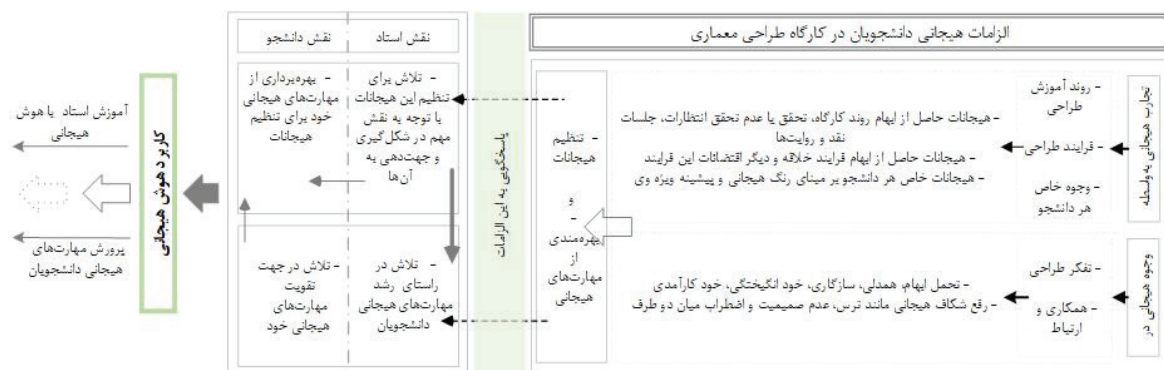 الزامات هیجانی دانشجویان در کارگاه طراحی معماری
تجارب هیجانی به واسطه
- روند آموزش
طراحی
- فرایند طراحی
- وجوه خاص
هر دانشجو
- هیجانات حاصل از ابهام روند کارگاه، تحقق یا عدم تحقق انتظارات، جلسات
نقد و روایت‌ها
- هیجانات حاصل از ابهام فرایند خلاقه و دیگر اقتضائات این فرایند
- هیجانات خاص هر دانشجو بر مبنای رنگ هیجانی و پیشینه ویژه وی
وجوه هیجانی در
- تفکر طراحی
- همکاری و
ارتباط
- تحمل ابهام، همدلی، سازگاری، خود انگیختگی، خود کارآمدی
- رفع شکاف هیجانی مانند ترس، عدم صمیمیت و اضطراب میان دو طرف
- تنظیم
هیجانات
و
-
بهره‌مندی
از
مهارت‌های
هیجانی
پاسخگویی به این الزامات
نقش استاد
نقش دانشجو
- تلاش برای
تنظیم این هیجانات
با توجه به نقش
مهم در شکل‌گیری
و جهت‌دهی به
آن‌ها
- بهره‌برداری از
مهارت‌های هیجانی
خود برای تنظیم
هیجانات
- تلاش در
راستای رشد
مهارت‌های هیجانی
دانشجویان
- تلاش در جهت
تقویت
مهارت‌های
هیجانی خود
کاربرد هوش هیجانی
آموزش استاد با هوش
هیجانی
پرورش مهارت‌های
هیجانی دانشجویان